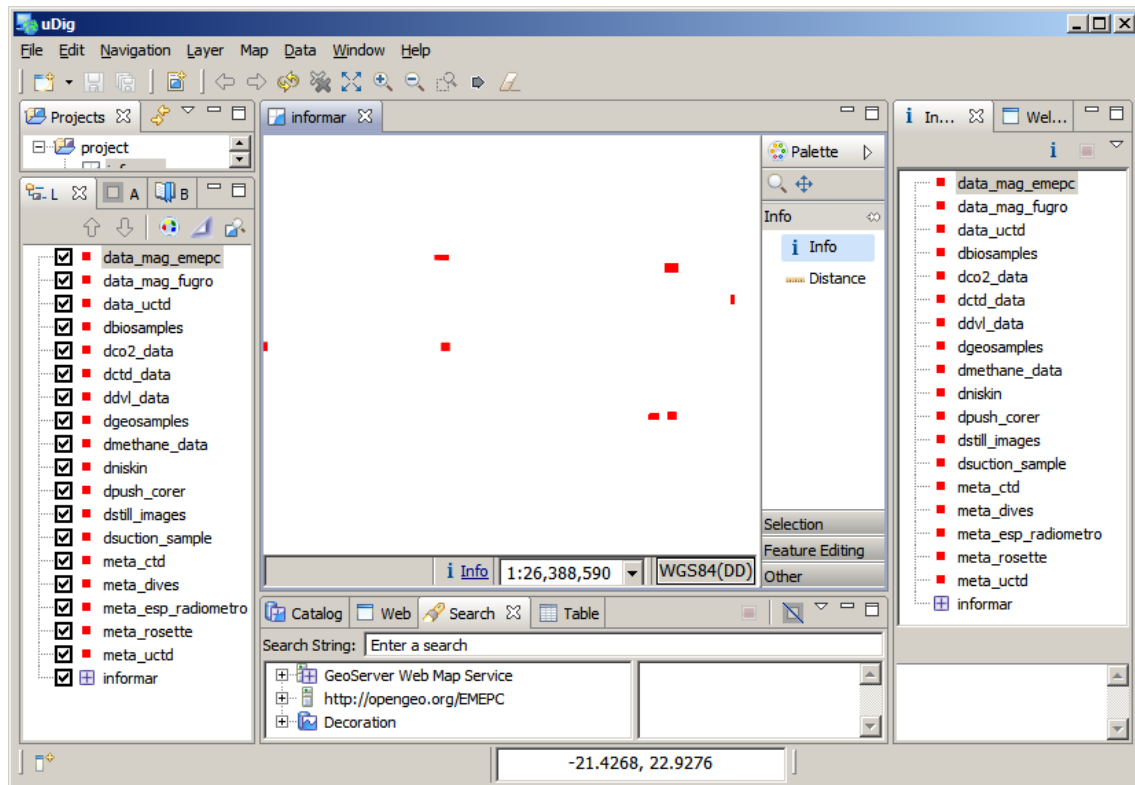 uDig
File Edit Navigation Layer Map Data Window Help
Projects
project
L A B
data_mag_emepc
data_mag_fugro
data_uctd
dbiosamples
dco2_data
dctd_data
ddvl_data
dgeosamples
dmethane_data
dniskin
dpush_corer
dstill_images
dsuction_sample
meta_ctd
meta_dives
meta_esp_radiometro
meta_rosette
meta_uctd
informar
informar
Palette
Info
i Info
Distance
Selection
Feature Editing
Other
i Info 1:26,388,590 WGS84(DD)
Catalog Web Search Table
Search String: Enter a search
GeoServer Web Map Service
http://opengeo.org/EMEPC
Decoration
i In... Wel...
i
data_mag_emepc
data_mag_fugro
data_uctd
dbiosamples
dco2_data
dctd_data
ddvl_data
dgeosamples
dmethane_data
dniskin
dpush_corer
dstill_images
dsuction_sample
meta_ctd
meta_dives
meta_esp_radiometro
meta_rosette
meta_uctd
informar
-21.4268, 22.9276